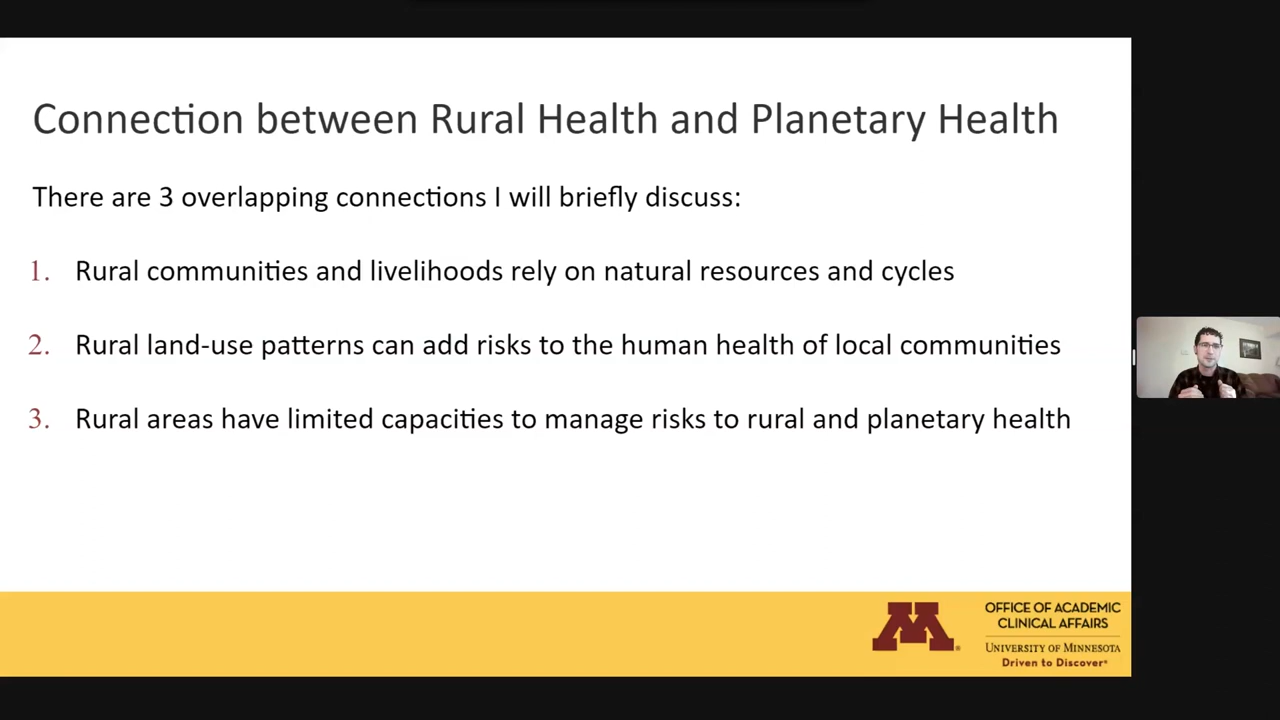 Connection between Rural Health and Planetary Health
There are 3 overlapping connections I will briefly discuss:
1. Rural communities and livelihoods rely on natural resources and cycles
2. Rural land-use patterns can add risks to the human health of local communities
3. Rural areas have limited capacities to manage risks to rural and planetary health
M®
OFFICE OF ACADEMIC
CLINICAL AFFAIRS
UNIVERSITY OF MINNESOTA
Driven to Discover®